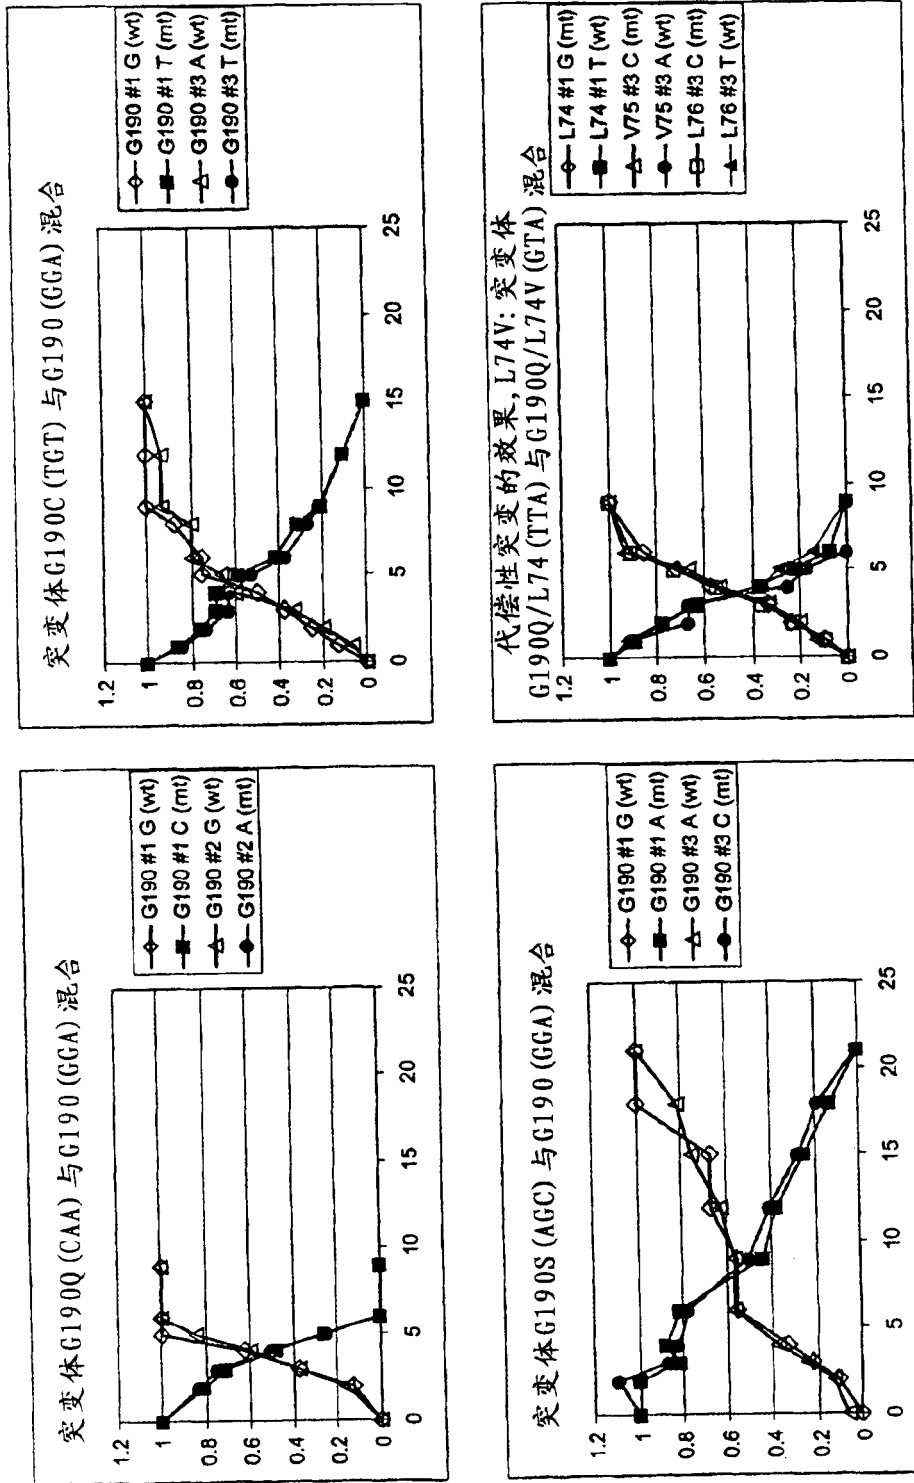 突变体G190Q(CAA)与G190(GGA)混合
1.2
1
0.8
0.6
0.4
0.2
0
0
5
10
15
20
25
G190 #1 G (wt)
G190 #1 C (mt)
G190 #2 G (wt)
G190 #2 A (mt)
突变体G190C(TGT)与G190(GGA)混合
1.2
1
0.8
0.6
0.4
0.2
0
0
5
10
15
20
25
G190 #1 G (wt)
G190 #1 T (mt)
G190 #3 A (wt)
G190 #3 T (mt)
突变体G190S(AGC)与G190(GGA)混合
1.2
1
0.8
0.6
0.4
0.2
0
0
5
10
15
20
25
G190 #1 G (wt)
G190 #1 A (mt)
G190 #3 A (wt)
G190 #3 C (mt)
代偿性突变的效果,L74V:突变体
G190Q/L74(TTA)与G190Q/L74V(GTA)混合
1.2
1
0.8
0.6
0.4
0.2
0
0
5
10
15
20
25
L74 #1 G (mt)
L74 #1 T (wt)
V75 #3 C (mt)
V75 #3 A (wt)
L76 #3 C (mt)
L76 #3 T (wt)